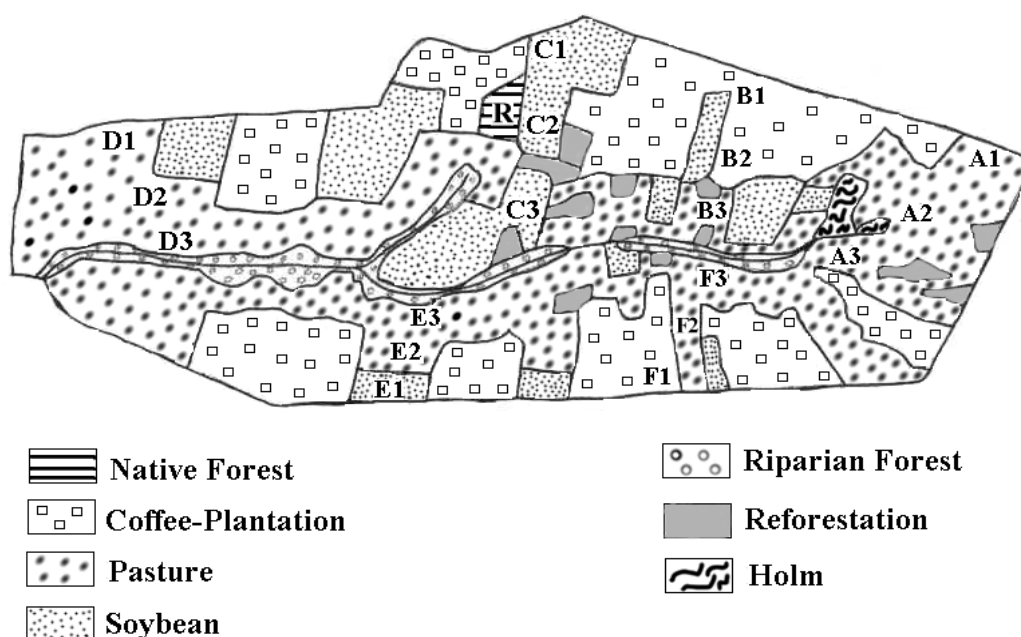 C1
R
B1
C2
D1
B2
A1
D2
C3
B3
A2
D3
A3
F3
E3
F2
E2
F1
E1
Native Forest
Riparian Forest
Coffee-Plantation
Reforestation
Pasture
Holm
Soybean